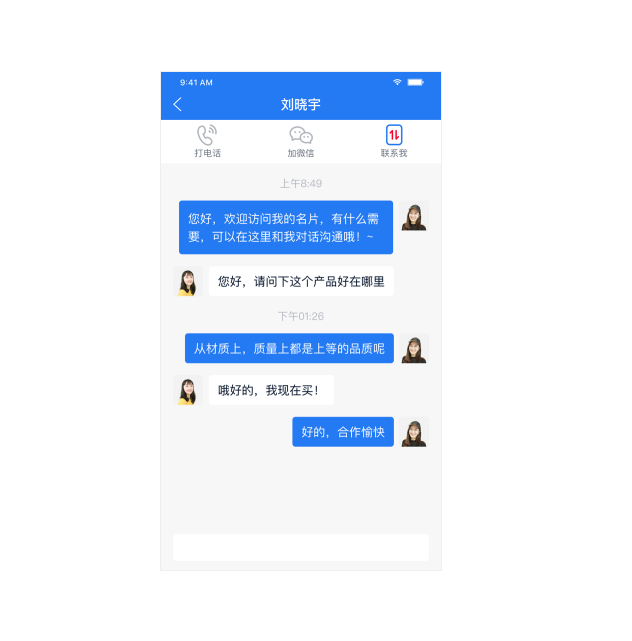 9:41 AM
刘晓宇
打电话
加微信
联系我
上午8:49
您好，欢迎访问我的名片，有什么需
要，可以在这里和我对话沟通哦！~
您好，请问下这个产品好在哪里
下午01:26
从材质上，质量上都是上等的品质呢
哦好的，我现在买！
好的，合作愉快